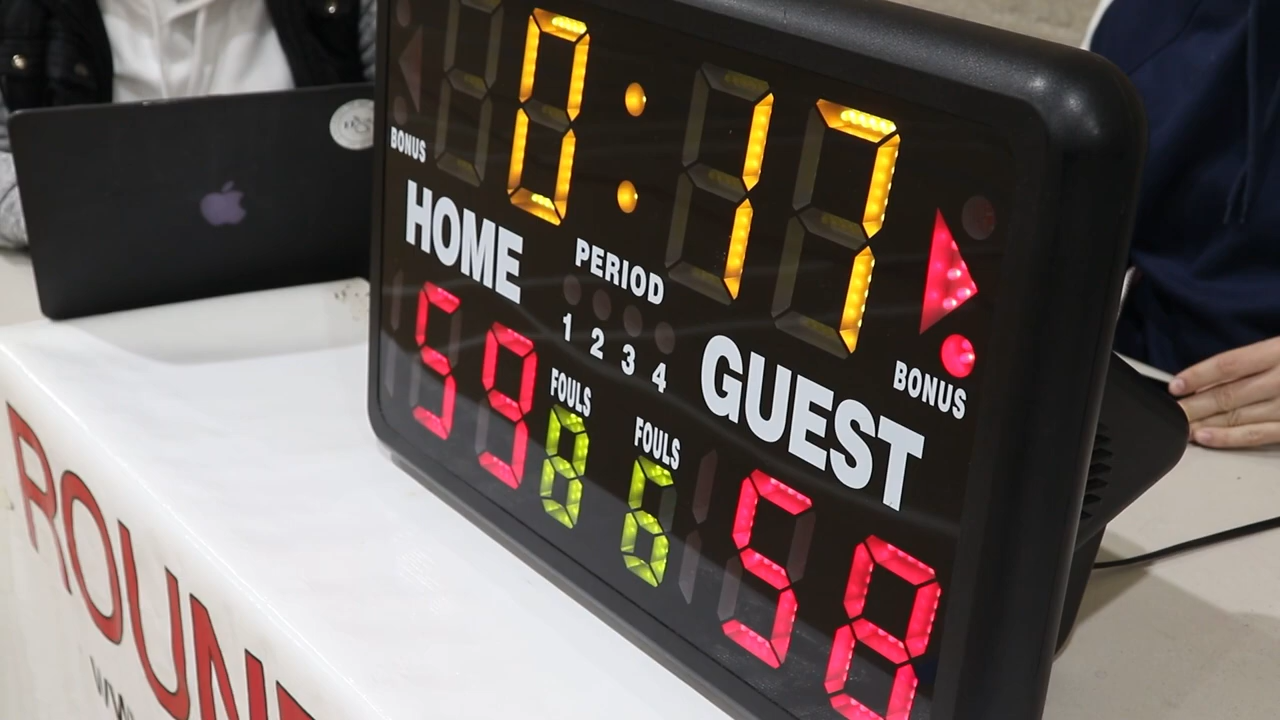 0:17
BONUS
HOME
PERIOD
1 2 3 4
GUEST
BONUS
59
FOULS
8
FOULS
6
58
ROUN